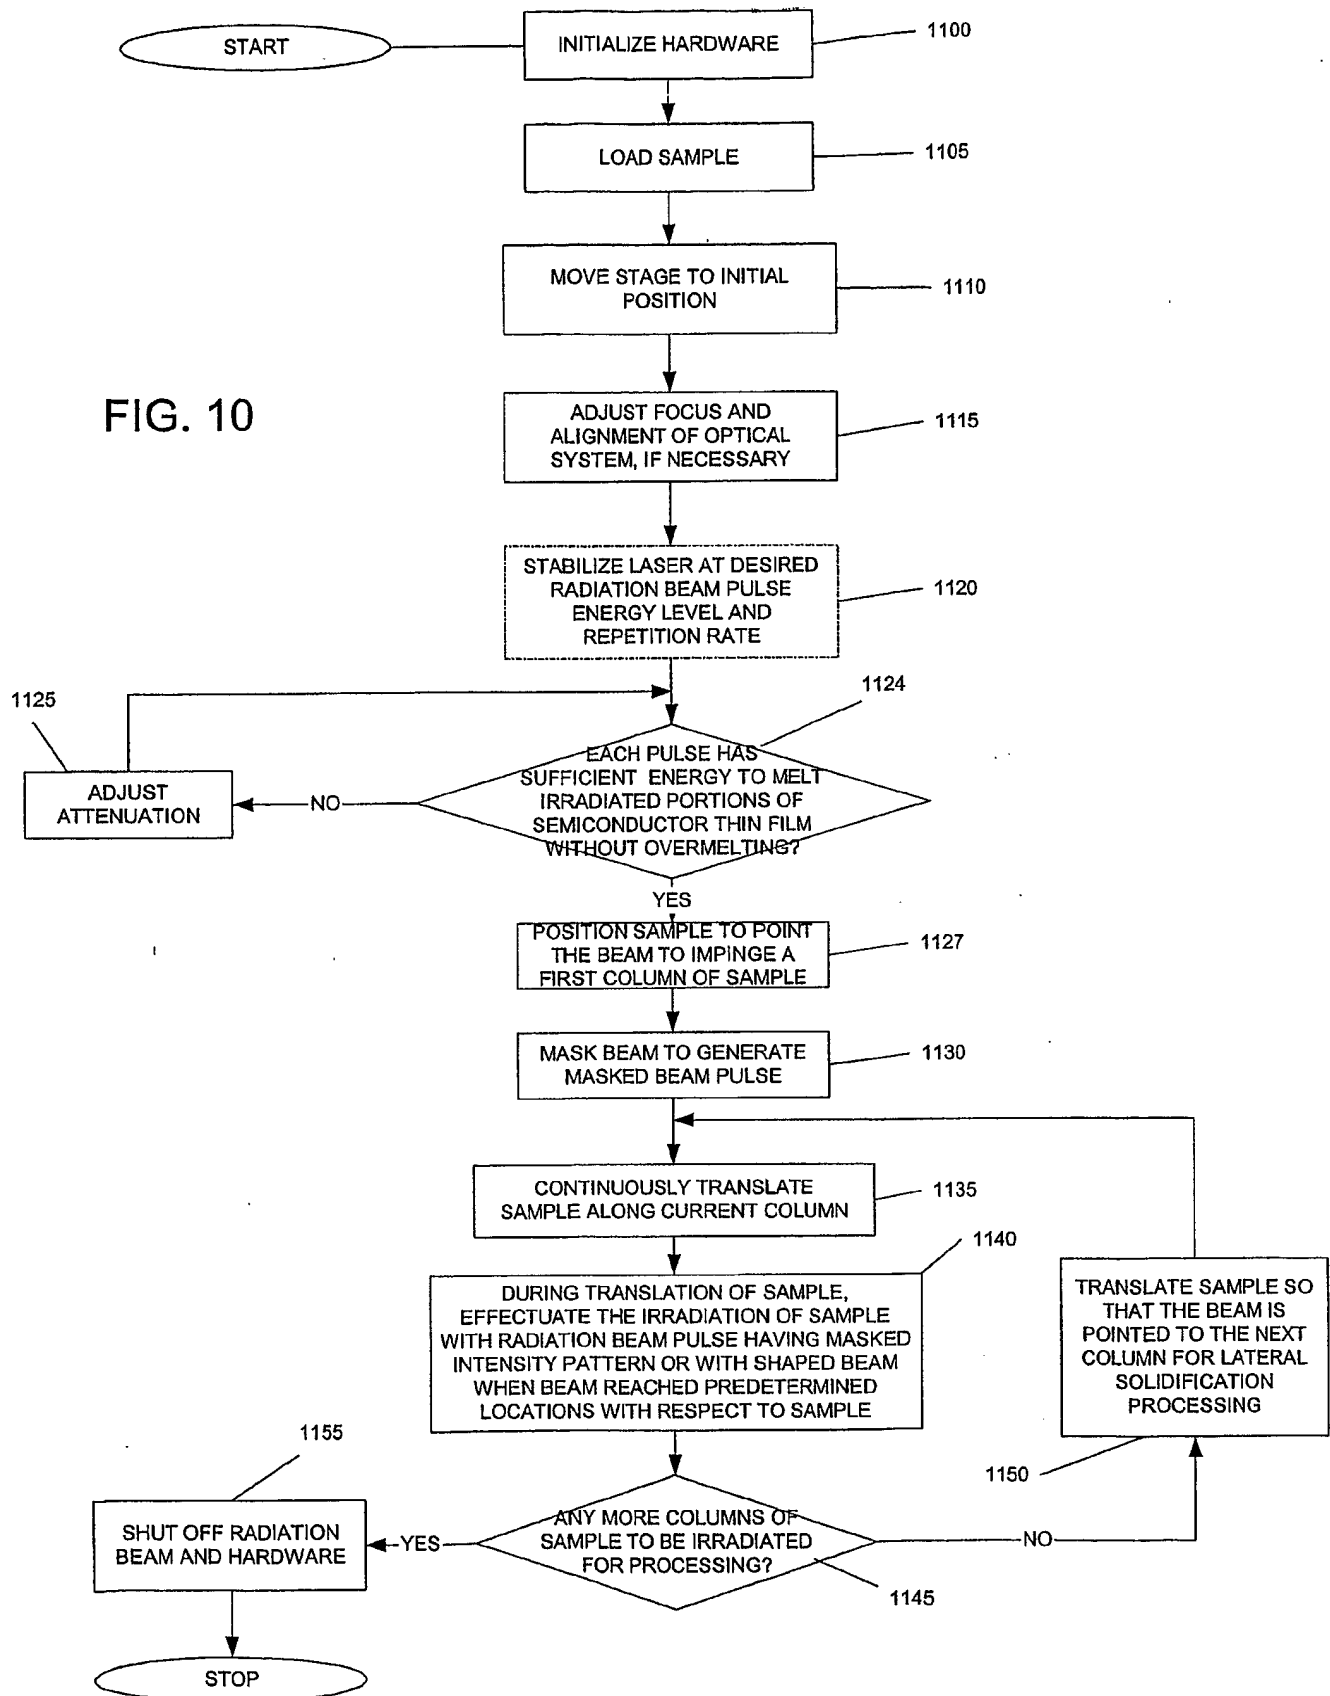 START
INITIALIZE HARDWARE
1100
LOAD SAMPLE
1105
MOVE STAGE TO INITIAL
POSITION
1110
FIG. 10
ADJUST FOCUS AND
ALIGNMENT OF OPTICAL
SYSTEM, IF NECESSARY
1115
STABILIZE LASER AT DESIRED
RADIATION BEAM PULSE
ENERGY LEVEL AND
REPETITION RATE
1120
1125
ADJUST
ATTENUATION
NO
1124
EACH PULSE HAS
SUFFICIENT ENERGY TO MELT
IRRADIATED PORTIONS OF
SEMICONDUCTOR THIN FILM
WITHOUT OVERMELTING?
YES
POSITION SAMPLE TO POINT
THE BEAM TO IMPINGE A
FIRST COLUMN OF SAMPLE
1127
MASK BEAM TO GENERATE
MASKED BEAM PULSE
1130
CONTINUOUSLY TRANSLATE
SAMPLE ALONG CURRENT COLUMN
1135
1140
DURING TRANSLATION OF SAMPLE,
EFFECTUATE THE IRRADIATION OF SAMPLE
WITH RADIATION BEAM PULSE HAVING MASKED
INTENSITY PATTERN OR WITH SHAPED BEAM
WHEN BEAM REACHED PREDETERMINED
LOCATIONS WITH RESPECT TO SAMPLE
TRANSLATE SAMPLE SO
THAT THE BEAM IS
POINTED TO THE NEXT
COLUMN FOR LATERAL
SOLIDIFICATION
PROCESSING
1150
1155
SHUT OFF RADIATION
BEAM AND HARDWARE
YES
ANY MORE COLUMNS OF
SAMPLE TO BE IRRADIATED
FOR PROCESSING?
NO
1145
STOP